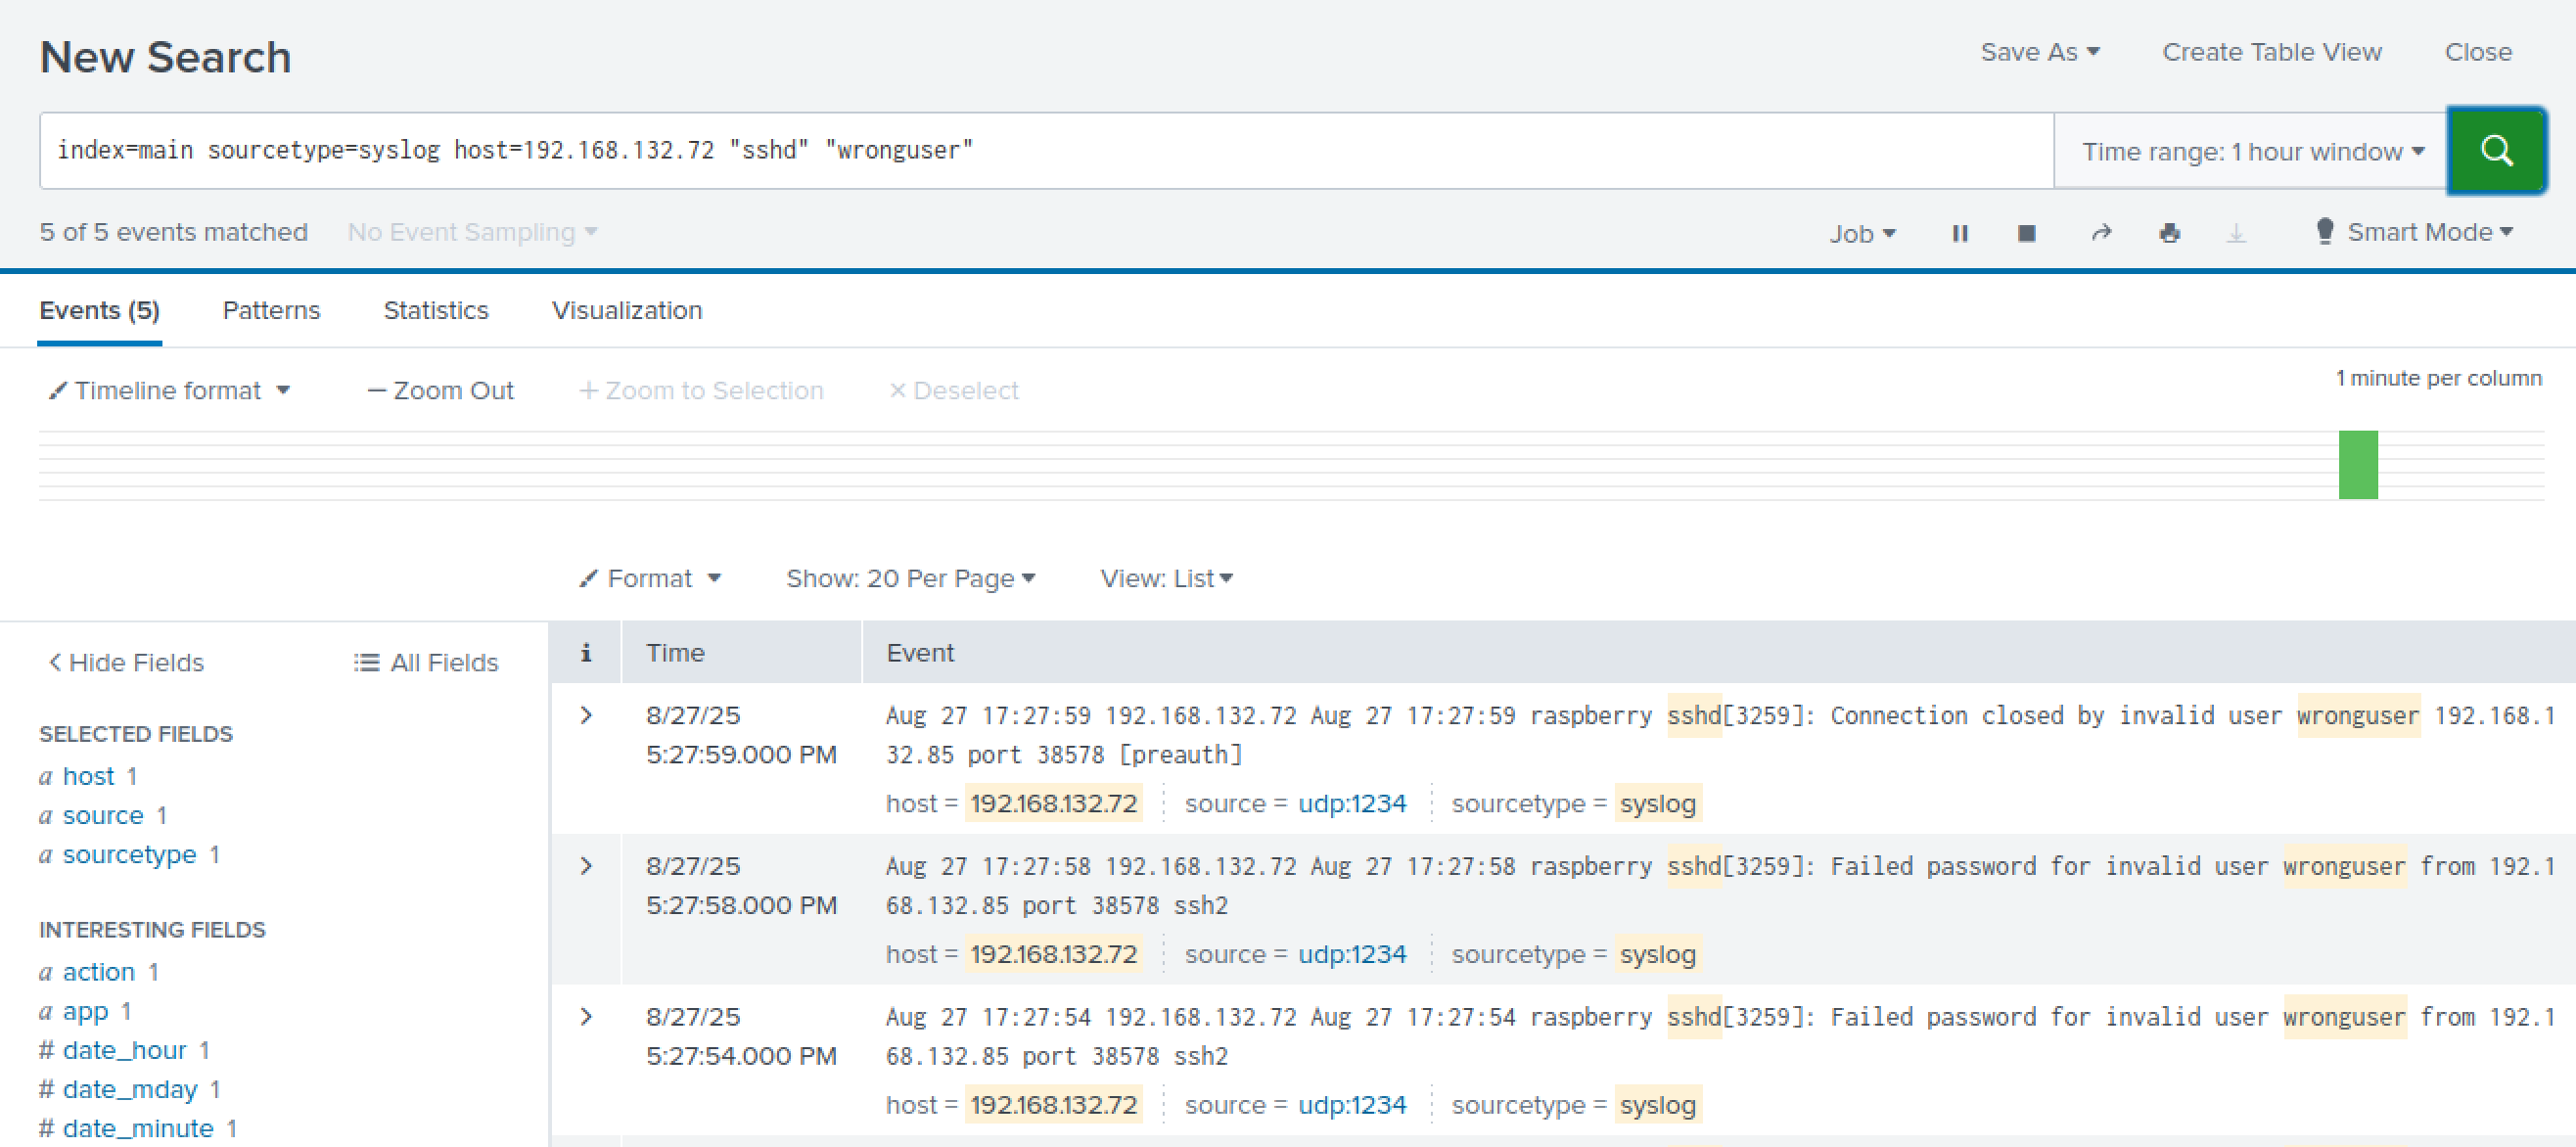 New Search
Save As Create Table View Close
index=main sourcetype=syslog host=192.168.132.72 "sshd" "wronguser"
Time range: 1 hour window
5 of 5 events matched No Event Sampling
Job Smart Mode
Events (5) Patterns Statistics Visualization
Timeline format — Zoom Out + Zoom to Selection × Deselect
1 minute per column
Format Show: 20 Per Page View: List
< Hide Fields All Fields
SELECTED FIELDS
a host 1
a source 1
a sourcetype 1
INTERESTING FIELDS
a action 1
a app 1
# date_hour 1
# date_mday 1
# date_minute 1
i Time Event
> 8/27/25
5:27:59.000 PM
Aug 27 17:27:59 192.168.132.72 Aug 27 17:27:59 raspberry sshd[3259]: Connection closed by invalid user wronguser 192.168.1
32.85 port 38578 [preauth]
host = 192.168.132.72 source = udp:1234 sourcetype = syslog
> 8/27/25
5:27:58.000 PM
Aug 27 17:27:58 192.168.132.72 Aug 27 17:27:58 raspberry sshd[3259]: Failed password for invalid user wronguser from 192.1
68.132.85 port 38578 ssh2
host = 192.168.132.72 source = udp:1234 sourcetype = syslog
> 8/27/25
5:27:54.000 PM
Aug 27 17:27:54 192.168.132.72 Aug 27 17:27:54 raspberry sshd[3259]: Failed password for invalid user wronguser from 192.1
68.132.85 port 38578 ssh2
host = 192.168.132.72 source = udp:1234 sourcetype = syslog